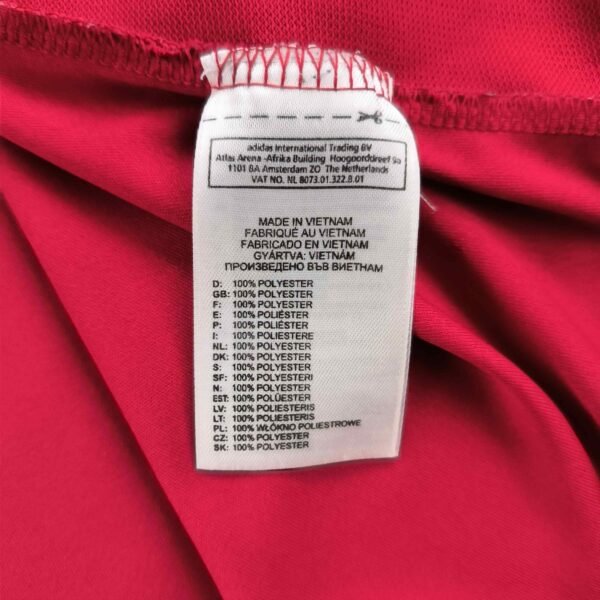 adidas International Trading BV
Atlas Arena -Afrika Building Hoogoorddreef 9a
1101 BA Amsterdam ZO The Netherlands
VAT NO. NL 8073.01.322.B.01
MADE IN VIETNAM
FABRIQUÉ AU VIETNAM
FABRICADO EN VIETNAM
GYÁRTVA: VIETNÁM
ПРОИЗВЕДЕНО ВЪВ ВИЕТНАМ
D: 100% POLYESTER
GB: 100% POLYESTER
F: 100% POLYESTER
E: 100% POLIÉSTER
P: 100% POLIÉSTER
I: 100% POLIESTERE
NL: 100% POLYESTER
DK: 100% POLYESTER
S: 100% POLYESTER
SF: 100% POLYESTERI
N: 100% POLYESTER
EST: 100% POLÜESTER
LV: 100% POLIESTERIS
LT: 100% POLIESTERIS
PL: 100% WŁÓKNO POLIESTROWE
CZ: 100% POLYESTER
SK: 100% POLYESTER